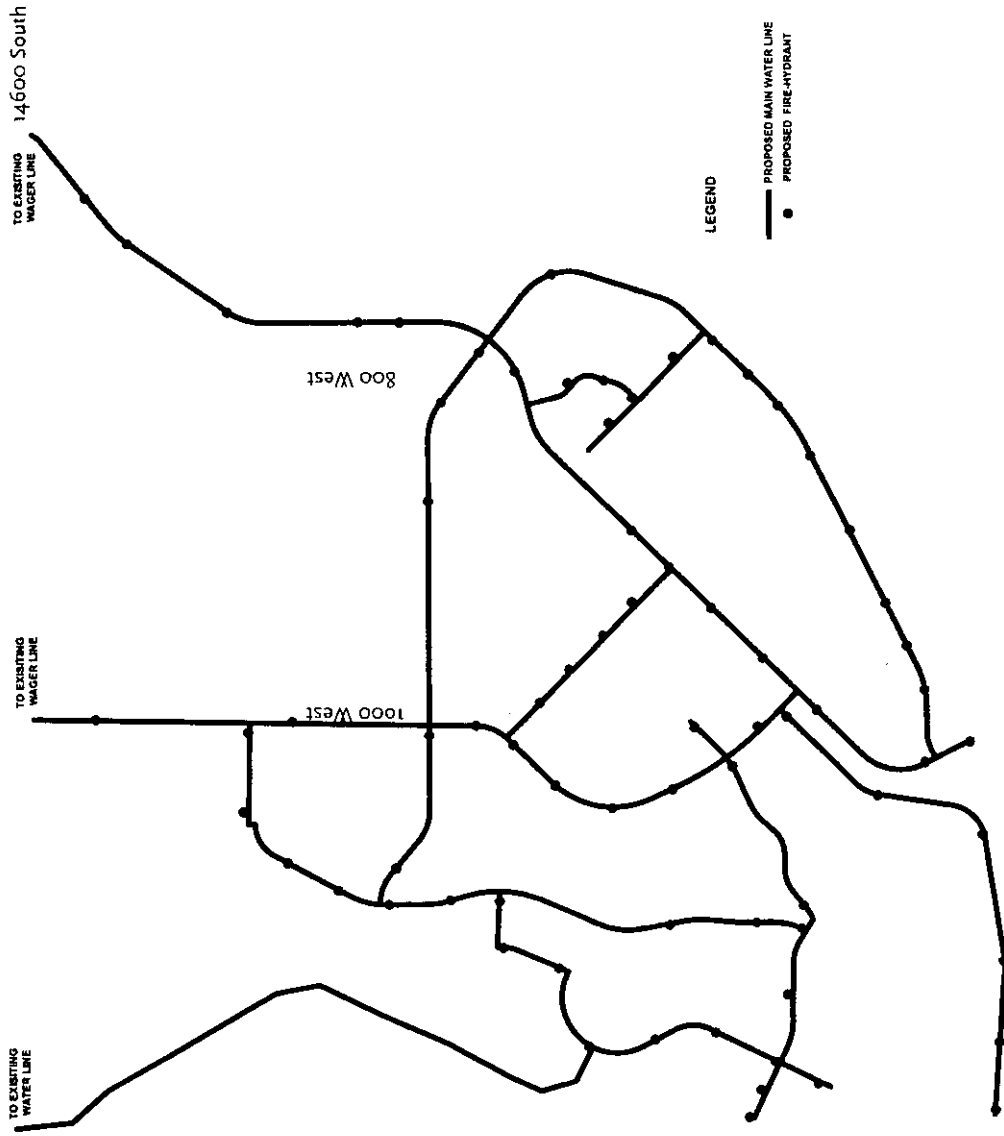 14600 South
TO EXISITING
WAGER LINE
800 West
LEGEND
PROPOSED MAIN WATER LINE
PROPOSED FIRE-HYDRANT
TO EXISITING
WAGER LINE
1000 West
TO EXISITING
WATER LINE